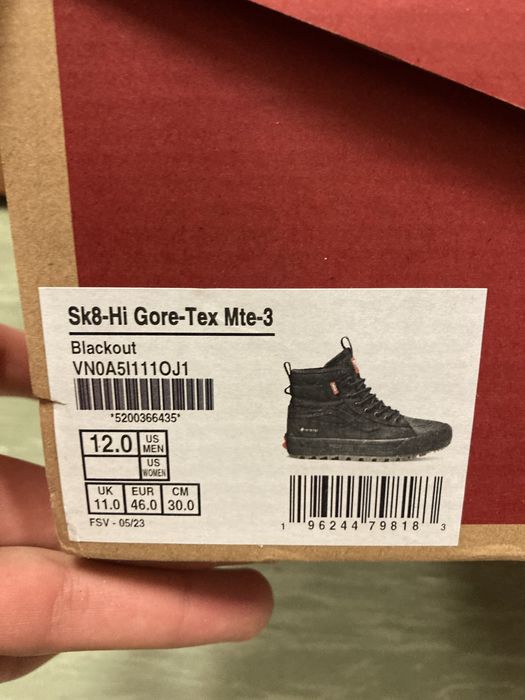 Sk8-Hi Gore-Tex Mte-3
Blackout
VN0A5I111OJ1
*5200366435*
12.0 US MEN
US WOMEN
UK EUR CM
11.0 46.0 30.0
FSV - 05/23
1 96244 79818 3